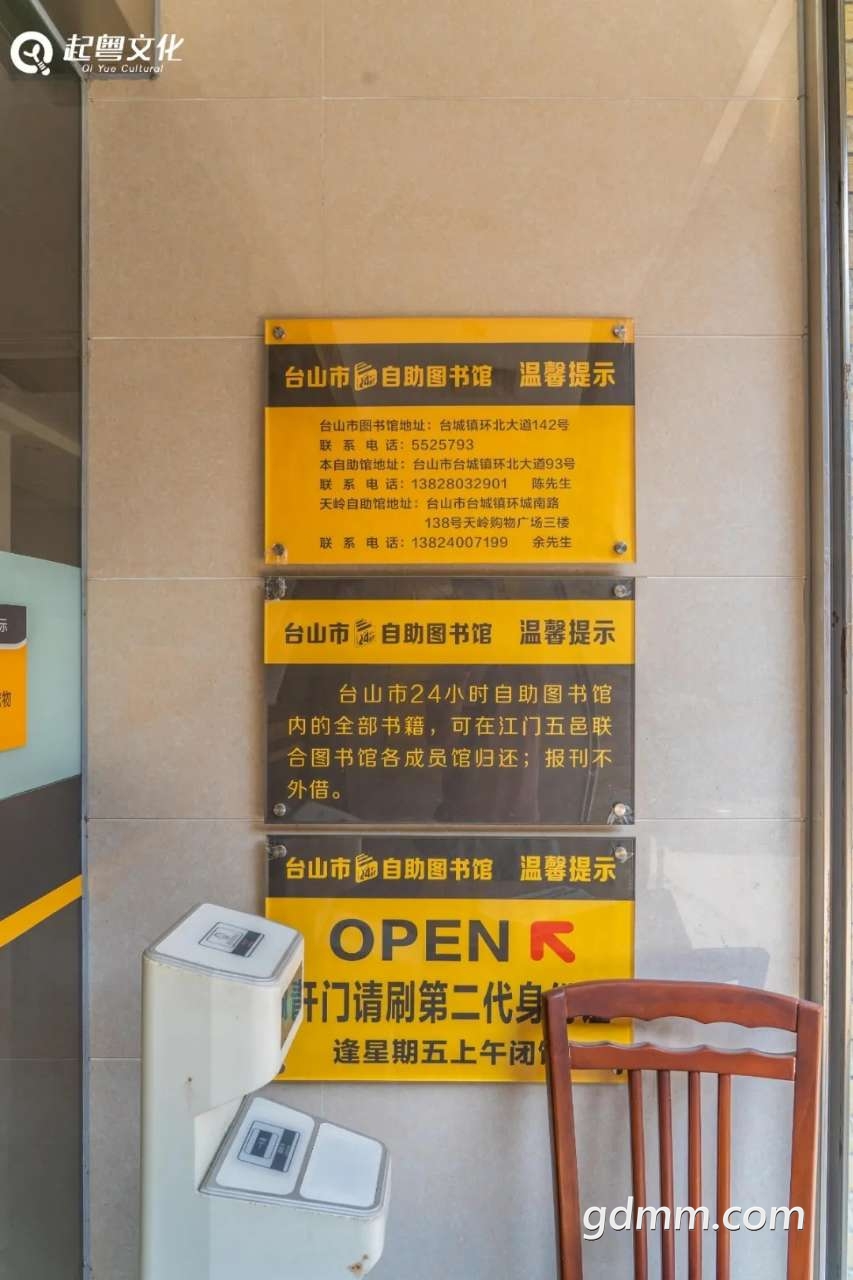 起粤文化
Qi Yue Cultural
台山市24自助图书馆 温馨提示
台山市图书馆地址：台城镇环北大道142号
联系电话：5525793
本自助馆地址：台山市台城镇环北大道93号
联系电话：13828032901 陈先生
天岭自助馆地址：台山市台城镇环城南路
138号天岭购物广场三楼
联系电话：13824007199 余先生
台山市24自助图书馆 温馨提示
台山市24小时自助图书馆
内的全部书籍，可在江门五邑联
合图书馆各成员馆归还；报刊不
外借。
台山市24自助图书馆 温馨提示
OPEN
开门请刷第二代身
逢星期五上午闭
物
gdmm.com